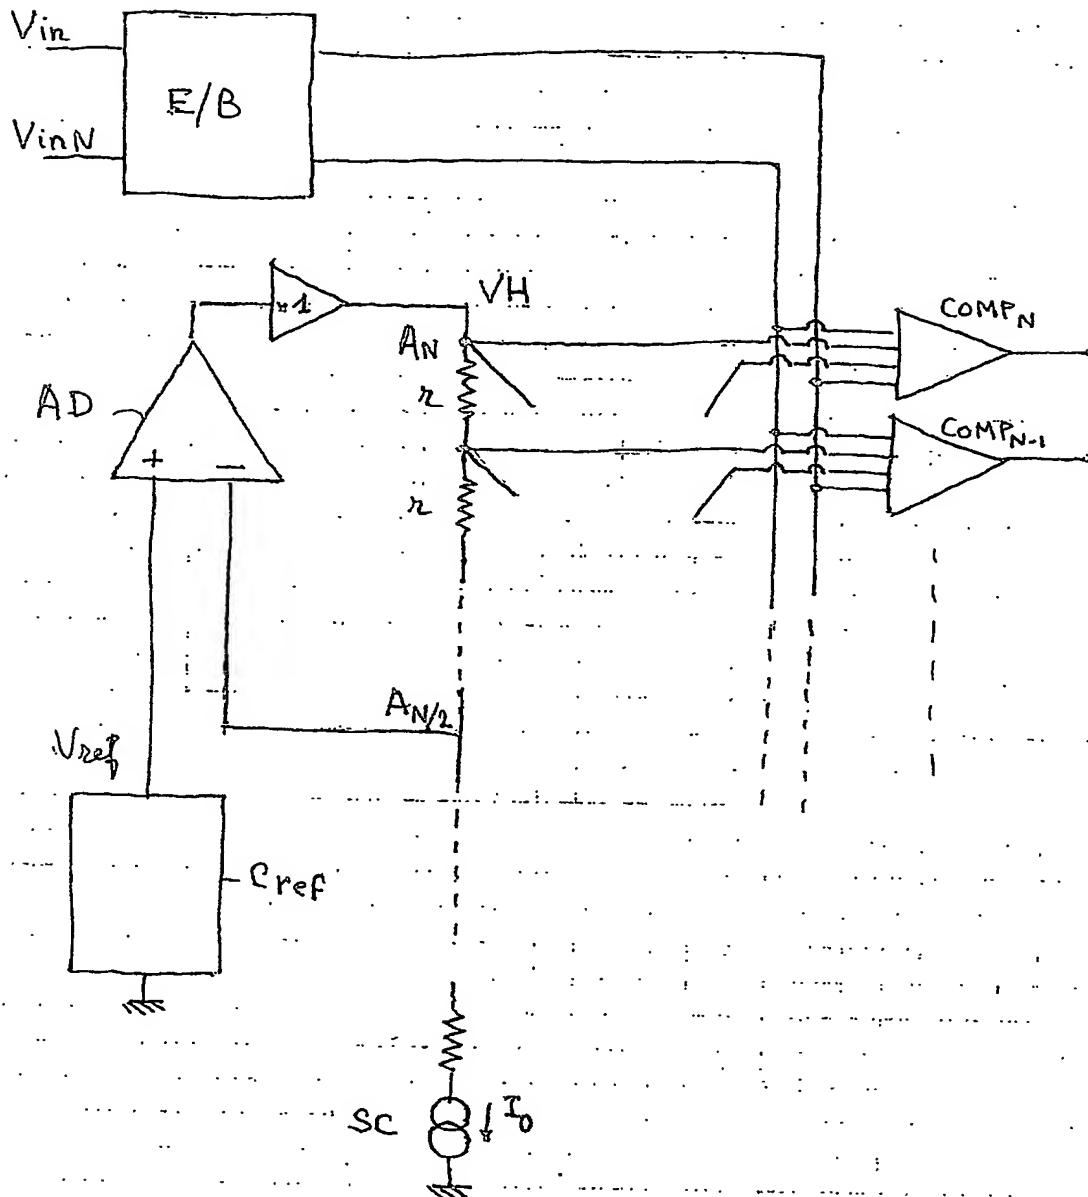 Vin
E/B
VinN
x1
VH
COMPN
AN
r
AD
COMPN-1
+
−
r
AN/2
Vref
Cref
SC
I0